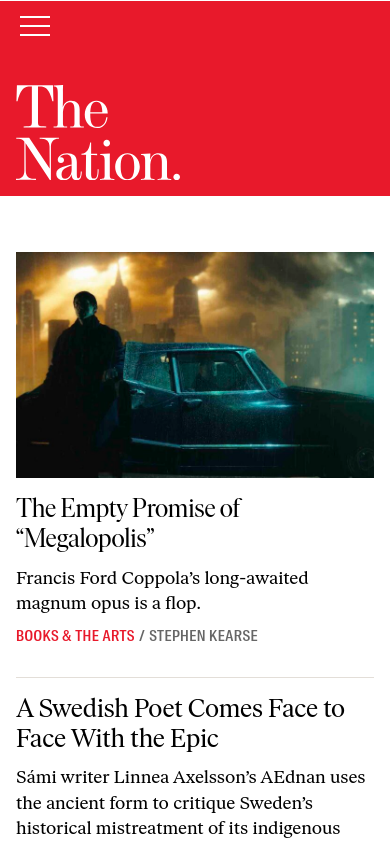 The
Nation.
The Empty Promise of
“Megalopolis”
Francis Ford Coppola’s long-awaited
magnum opus is a flop.
BOOKS & THE ARTS / STEPHEN KEARSE
A Swedish Poet Comes Face to
Face With the Epic
Sámi writer Linnea Axelsson’s AEdnan uses
the ancient form to critique Sweden’s
historical mistreatment of its indigenous